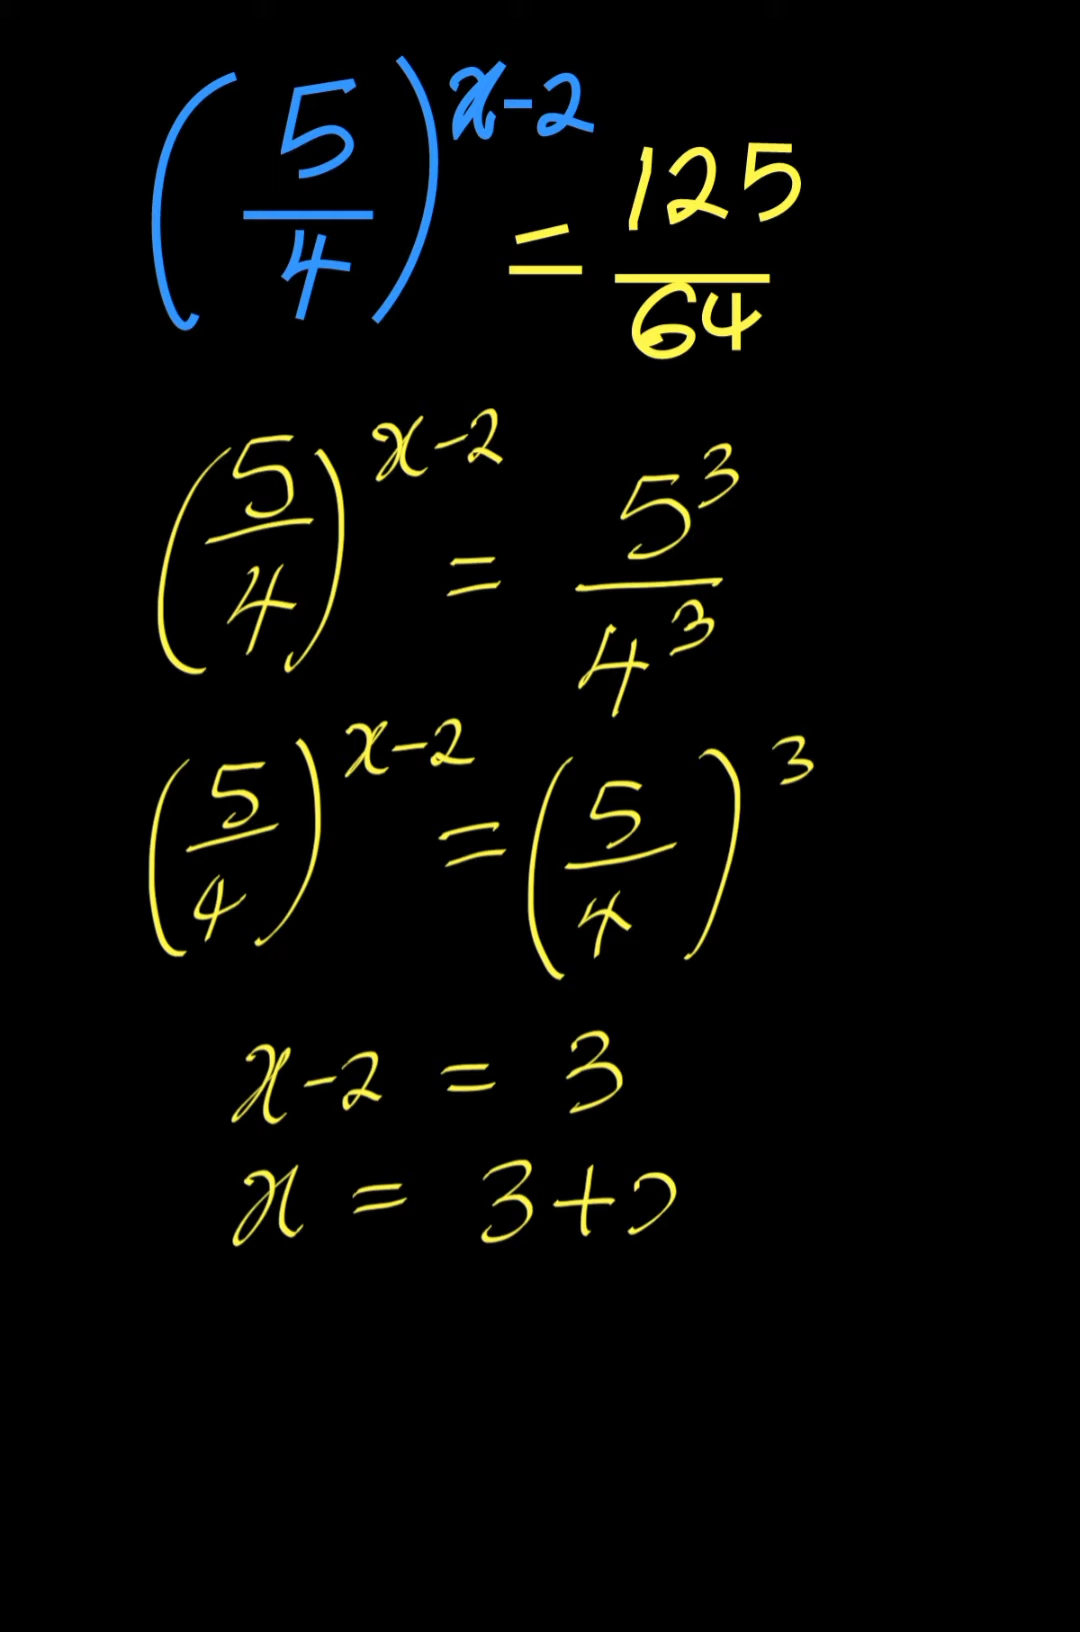 (5/4)^(x-2) = 125/64
(5/4)^(x-2) = 5^3/4^3
(5/4)^(x-2) = (5/4)^3
x-2 = 3
x = 3+